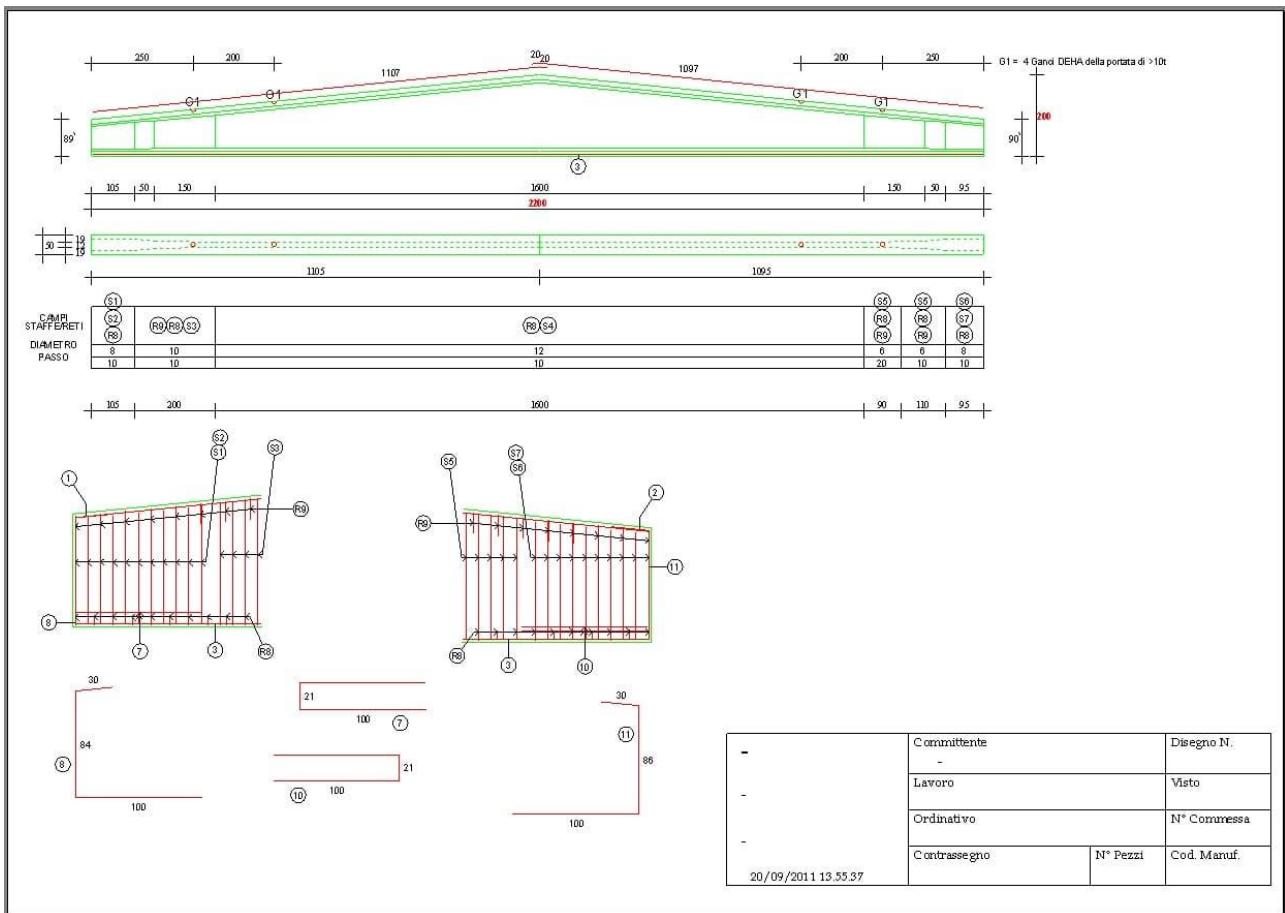 250 200 20 20 200 250
G1 = 4 Ganci DEHA della portata di >10t
1107 1097
G1 G1 G1 G1
200
89 90
3
105 50 150 1600 150 50 95
2200
50 19 12 19
1105 1095
CAMPI
STAFFE/RETI
S1 S2 R8
R9 R8 S3
R8 S4
S5 R8 R9
S5 R8 R9
S6 S7 R8
DIAMETRO 8 10 12 6 6 8
PASSO 10 10 10 20 10 10
105 200 1600 90 110 95
S2
S1
S3
1
R9
8
7
3
R8
S7
S6
S5
2
R9
11
R8
3
10
30
84
8
100
21
100
7
21
10
100
30
11
86
100
-
-
-
20/09/2011 13.55.37
Committente
-
Disegno N.
Lavoro
Visto
Ordinativo
N° Commessa
Contrassegno
N° Pezzi
Cod. Manuf.